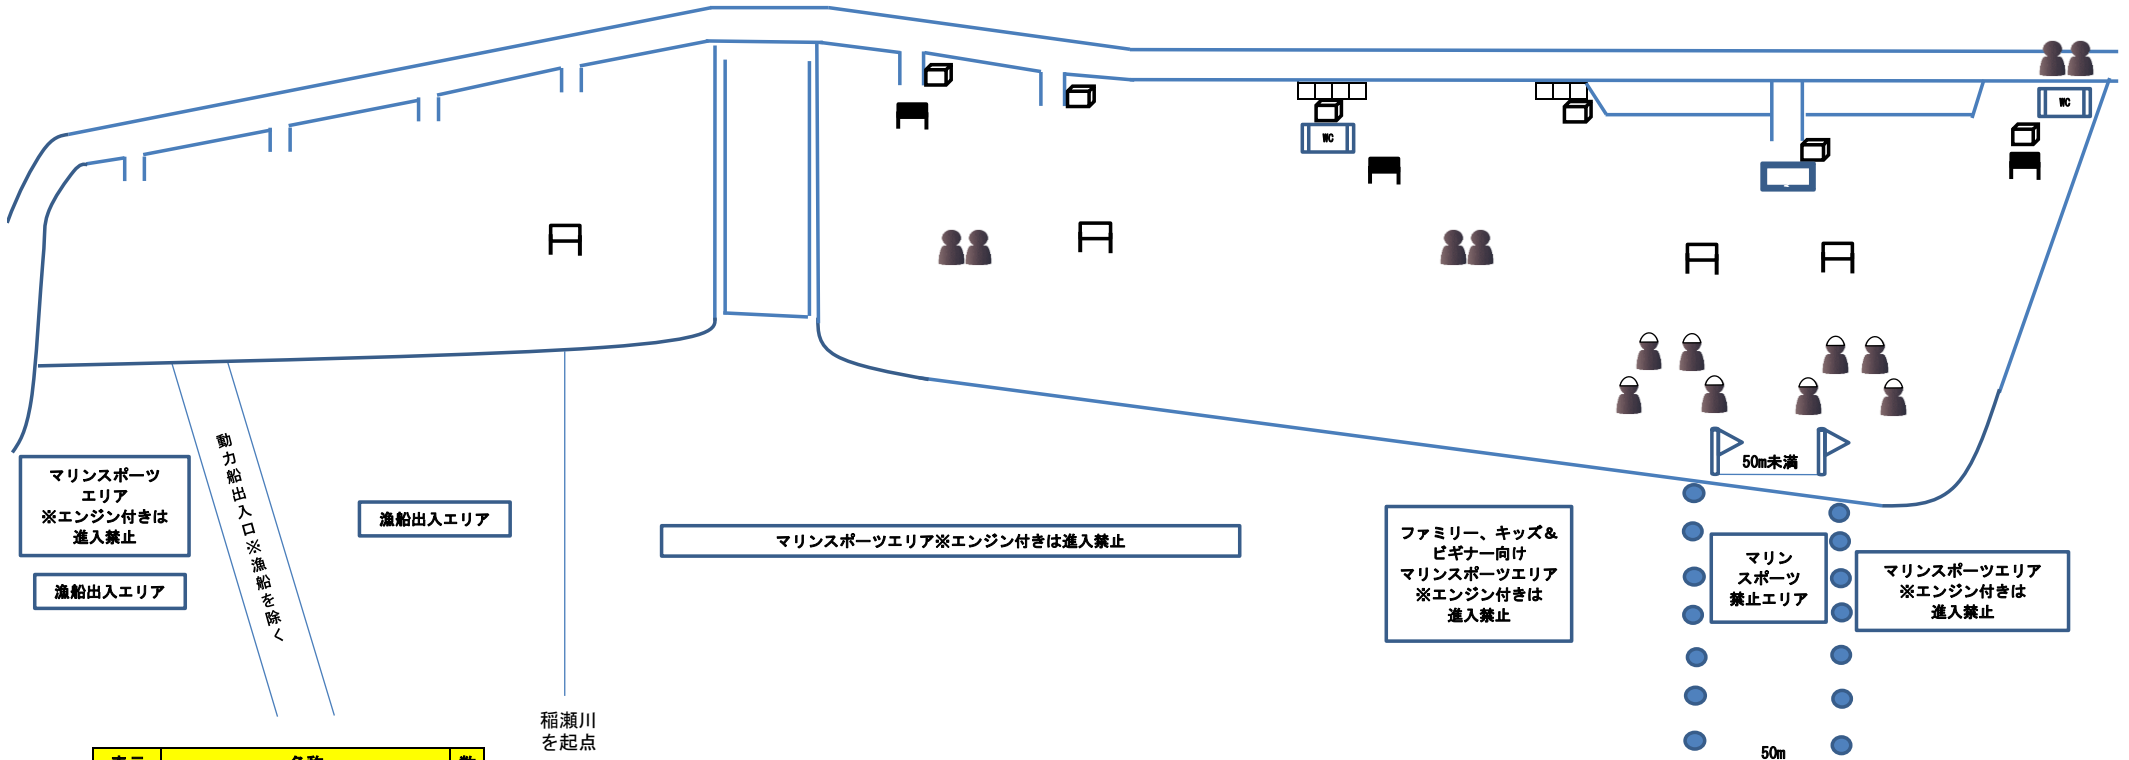 WC
WC
動力船出入口※漁船を除く
マリンスポーツ
エリア
※エンジン付きは
進入禁止
漁船出入エリア
漁船出入エリア
マリンスポーツエリア※エンジン付きは進入禁止
ファミリー、キッズ＆
ビギナー向け
マリンスポーツエリア
※エンジン付きは
進入禁止
50m未満
マリン
スポーツ
禁止エリア
マリンスポーツエリア
※エンジン付きは
進入禁止
稲瀬川
を起点
50m